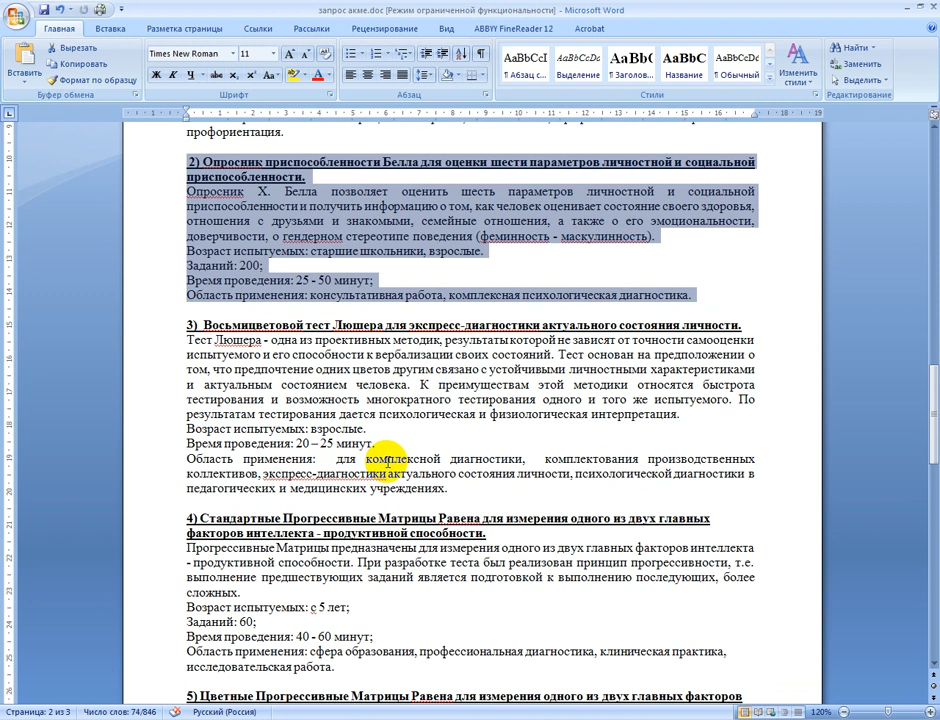 запрос акме.doc [Режим ограниченной функциональности] - Microsoft Word
Главная Вставка Разметка страницы Ссылки Рассылки Рецензирование Вид ABBYY FineReader 12 Acrobat
Вставить
Вырезать
Копировать
Формат по образцу
Буфер обмена
Times New Roman 11
Ж К Ч abc x₂ x² Aa
Шрифт
Абзац
AaBbCcI AaBbCcDc AaBb( AaBbC AaBbCcDc
¶ Абзац с... Выделение ¶ Заголов... Название ¶ Обычный
Изменить стили
Стили
Найти
Заменить
Выделить
Редактирование
профориентация.
2) Опросник приспособленности Белла для оценки шести параметров личностной и социальной
приспособленности.
Опросник Х. Белла позволяет оценить шесть параметров личностной и социальной
приспособленности и получить информацию о том, как человек оценивает состояние своего здоровья,
отношения с друзьями и знакомыми, семейные отношения, а также о его эмоциональности,
доверчивости, о гендерном стереотипе поведения (феминность - маскулинность).
Возраст испытуемых: старшие школьники, взрослые.
Заданий: 200;
Время проведения: 25 - 50 минут;
Область применения: консультативная работа, комплексная психологическая диагностика.
3) Восьмицветовой тест Люшера для экспресс-диагностики актуального состояния личности.
Тест Люшера - одна из проективных методик, результаты которой не зависят от точности самооценки
испытуемого и его способности к вербализации своих состояний. Тест основан на предположении о
том, что предпочтение одних цветов другим связано с устойчивыми личностными характеристиками
и актуальным состоянием человека. К преимуществам этой методики относятся быстрота
тестирования и возможность многократного тестирования одного и того же испытуемого. По
результатам тестирования дается психологическая и физиологическая интерпретация.
Возраст испытуемых: взрослые.
Время проведения: 20 – 25 минут.
Область применения: для комплексной диагностики, комплектования производственных
коллективов, экспресс-диагностики актуального состояния личности, психологической диагностики в
педагогических и медицинских учреждениях.
4) Стандартные Прогрессивные Матрицы Равена для измерения одного из двух главных
факторов интеллекта - продуктивной способности.
Прогрессивные Матрицы предназначены для измерения одного из двух главных факторов интеллекта
- продуктивной способности. При разработке теста был реализован принцип прогрессивности, т.е.
выполнение предшествующих заданий является подготовкой к выполнению последующих, более
сложных.
Возраст испытуемых: с 5 лет;
Заданий: 60;
Время проведения: 40 - 60 минут;
Область применения: сфера образования, профессиональная диагностика, клиническая практика,
исследовательская работа.
5) Цветные Прогрессивные Матрицы Равена для измерения одного из двух главных факторов
Страница: 2 из 3 Число слов: 74/846 Русский (Россия) 120%